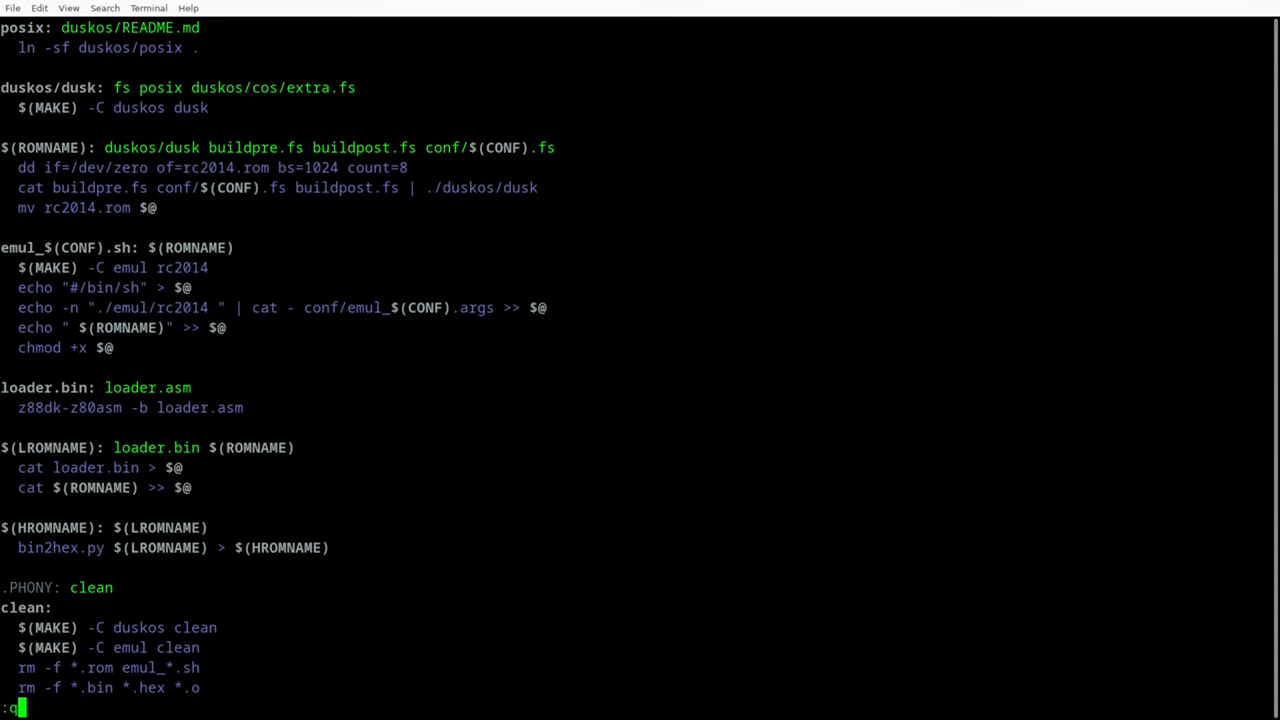 File Edit View Search Terminal Help
posix: duskos/README.md
  ln -sf duskos/posix .
duskos/dusk: fs posix duskos/cos/extra.fs
  $(MAKE) -C duskos dusk
$(ROMNAME): duskos/dusk buildpre.fs buildpost.fs conf/$(CONF).fs
  dd if=/dev/zero of=rc2014.rom bs=1024 count=8
  cat buildpre.fs conf/$(CONF).fs buildpost.fs | ./duskos/dusk
  mv rc2014.rom $@
emul_$(CONF).sh: $(ROMNAME)
  $(MAKE) -C emul rc2014
  echo "#/bin/sh" > $@
  echo -n "./emul/rc2014 " | cat - conf/emul_$(CONF).args >> $@
  echo " $(ROMNAME)" >> $@
  chmod +x $@
loader.bin: loader.asm
  z88dk-z80asm -b loader.asm
$(LROMNAME): loader.bin $(ROMNAME)
  cat loader.bin > $@
  cat $(ROMNAME) >> $@
$(HROMNAME): $(LROMNAME)
  bin2hex.py $(LROMNAME) > $(HROMNAME)
.PHONY: clean
clean:
  $(MAKE) -C duskos clean
  $(MAKE) -C emul clean
  rm -f *.rom emul_*.sh
  rm -f *.bin *.hex *.o
:q